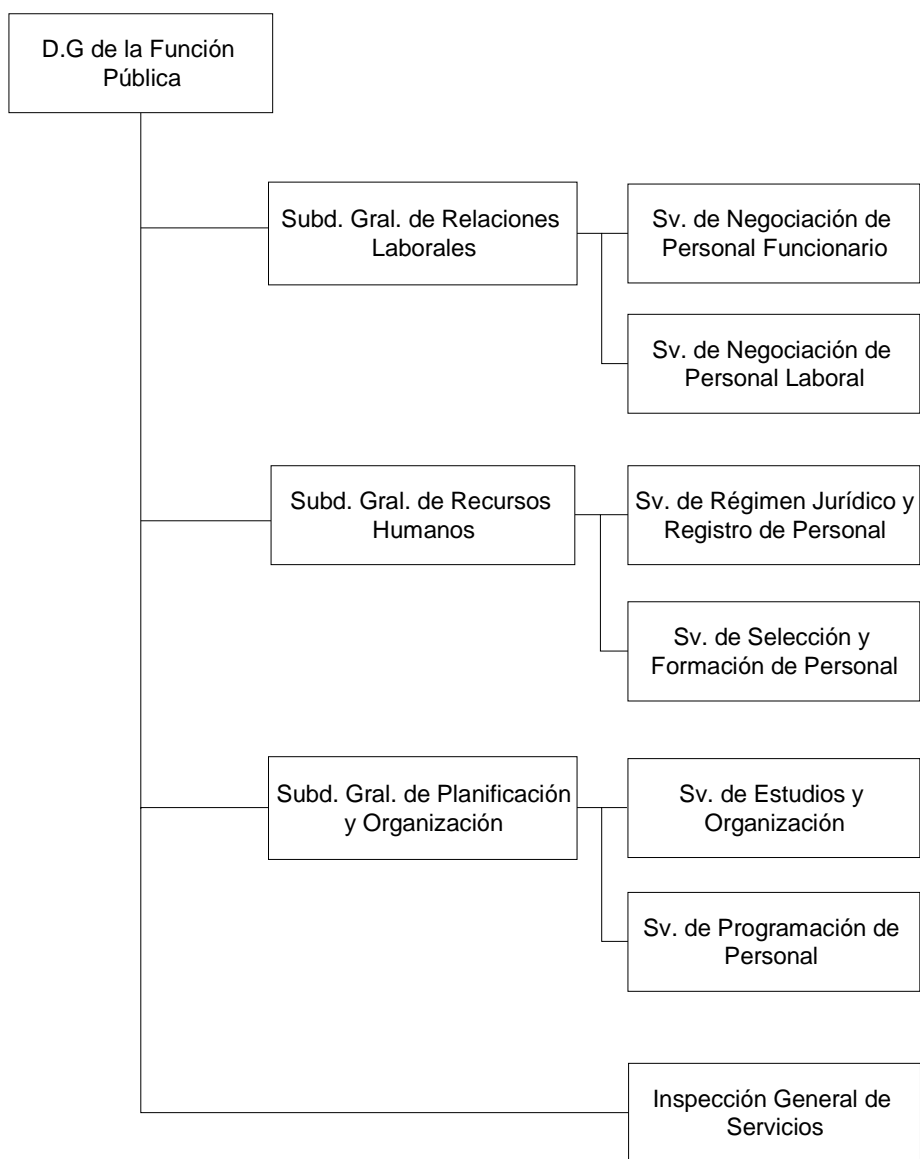 D.G de la Función
Pública
Subd. Gral. de Relaciones
Laborales
Sv. de Negociación de
Personal Funcionario
Sv. de Negociación de
Personal Laboral
Subd. Gral. de Recursos
Humanos
Sv. de Régimen Jurídico y
Registro de Personal
Sv. de Selección y
Formación de Personal
Subd. Gral. de Planificación
y Organización
Sv. de Estudios y
Organización
Sv. de Programación de
Personal
Inspección General de
Servicios